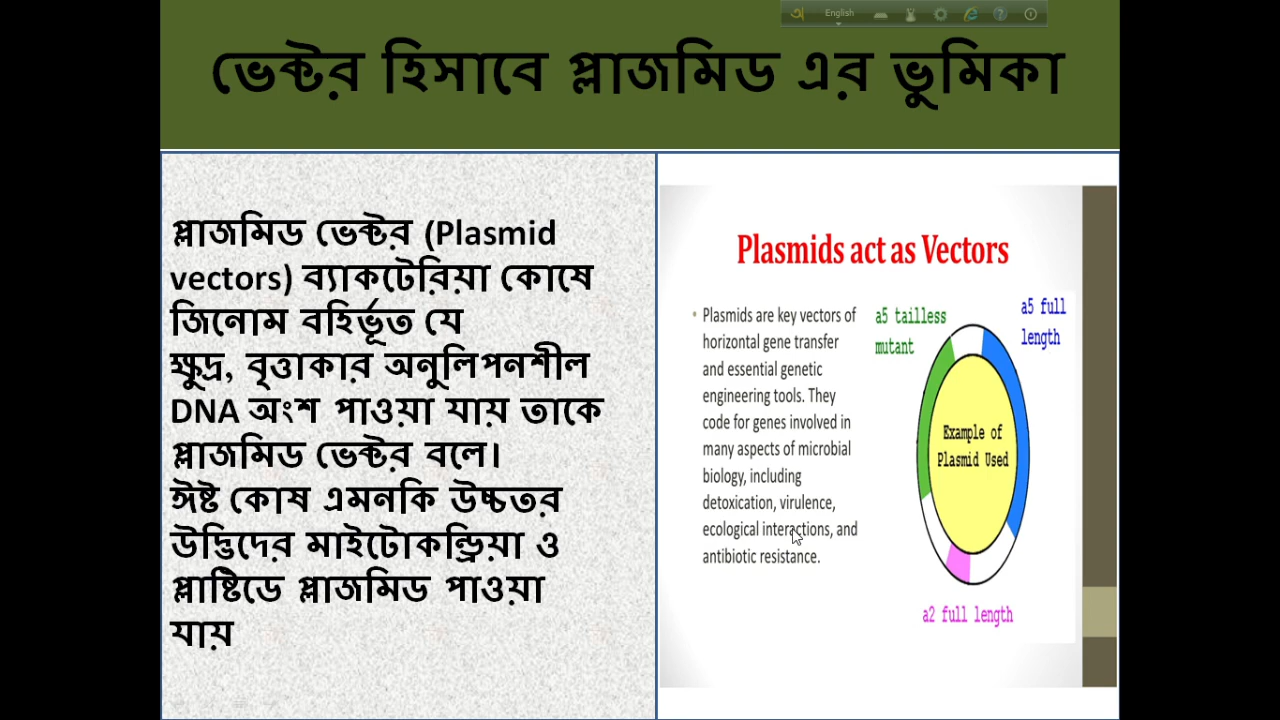 অ English
ভেক্টর হিসাবে প্লাজমিড এর ভুমিকা
প্লাজমিড ভেক্টর (Plasmid
vectors) ব্যাকটেরিয়া কোষে
জিনোম বহির্ভূত যে
ক্ষুদ্র, বৃত্তাকার অনুলিপনশীল
DNA অংশ পাওয়া যায় তাকে
প্লাজমিড ভেক্টর বলে।
ঈষ্ট কোষ এমনকি উচ্চতর
উদ্ভিদের মাইটোকন্ড্রিয়া ও
প্লাষ্টিডে প্লাজমিড পাওয়া
যায়
Plasmids act as Vectors
• Plasmids are key vectors of
horizontal gene transfer
and essential genetic
engineering tools. They
code for genes involved in
many aspects of microbial
biology, including
detoxication, virulence,
ecological interactions, and
antibiotic resistance.
a5 tailless
mutant
a5 full
length
Example of
Plasmid Used
a2 full length